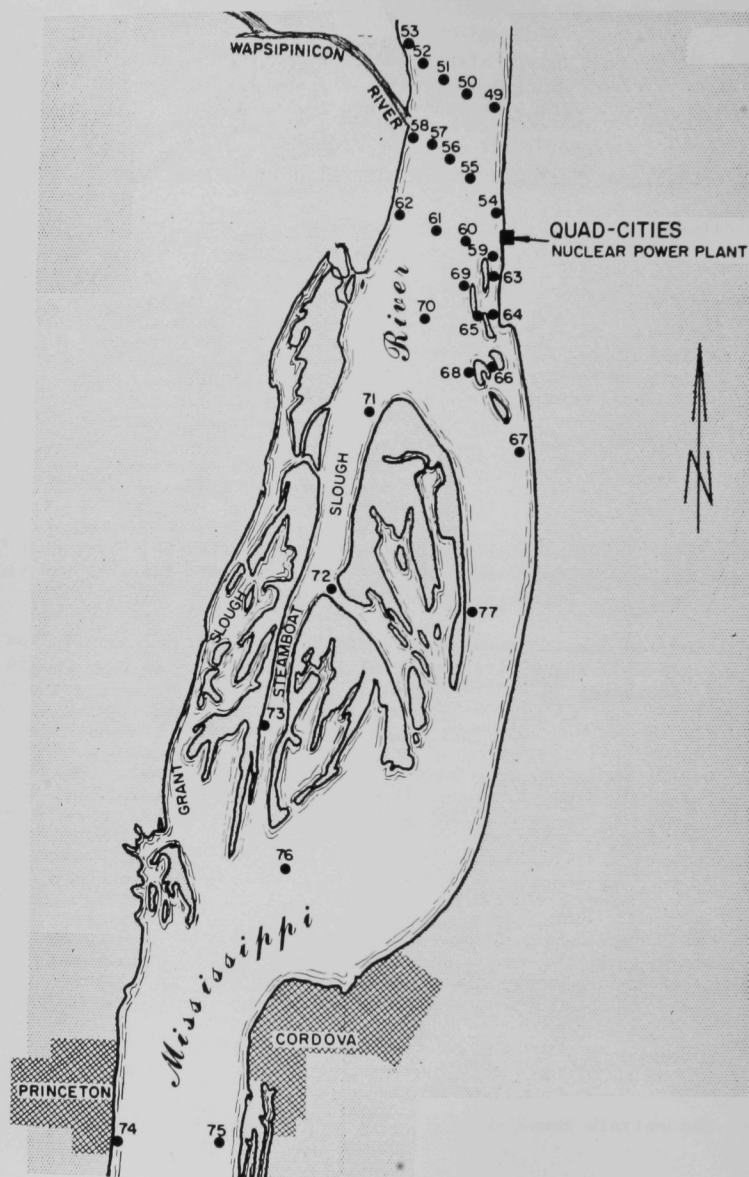 53
52
WAPSIPINICON
51
50
49
RIVER
58
57
56
55
62
54
61
60
QUAD-CITIES
59
NUCLEAR POWER PLANT
69
63
River
70
65
64
68
66
71
67
SLOUGH
N
72
SLOUGH
77
STEAMBOAT
73
GRANT
76
Mississippi
CORDOVA
PRINCETON
74
75